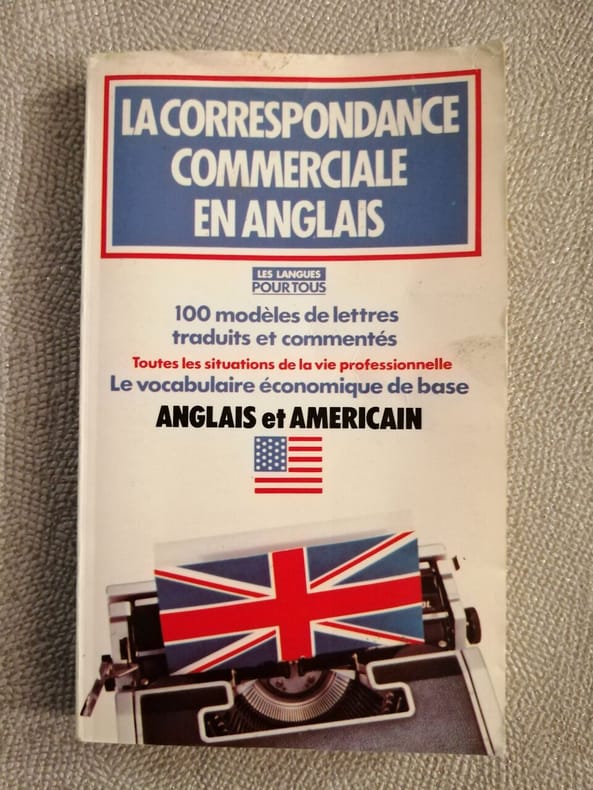 LA CORRESPONDANCE
COMMERCIALE
EN ANGLAIS
LES LANGUES
POUR TOUS
100 modèles de lettres
traduits et commentés
Toutes les situations de la vie professionnelle
Le vocabulaire économique de base
ANGLAIS et AMERICAIN